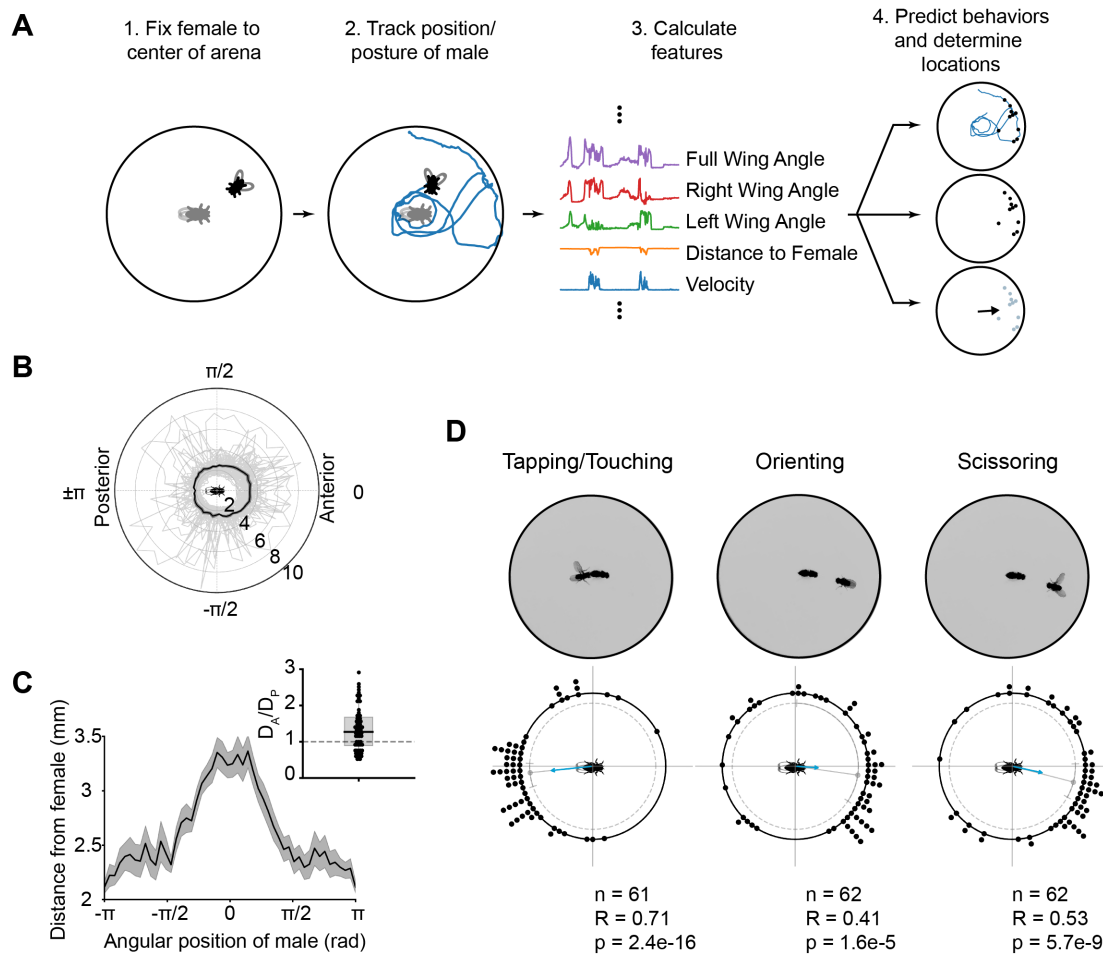 A
1. Fix female to
center of arena
2. Track position/
posture of male
3. Calculate
features
4. Predict behaviors
and determine
locations
Full Wing Angle
Right Wing Angle
Left Wing Angle
Distance to Female
Velocity
B
π/2
±π
Posterior
Anterior
0
2
4
6
8
10
-π/2
C
Distance from female (mm)
3.5
3
2.5
2
-π
-π/2
0
π/2
π
Angular position of male (rad)
D_A/D_P
3
2
1
0
D
Tapping/Touching
Orienting
Scissoring
n = 61
R = 0.71
p = 2.4e-16
n = 62
R = 0.41
p = 1.6e-5
n = 62
R = 0.53
p = 5.7e-9